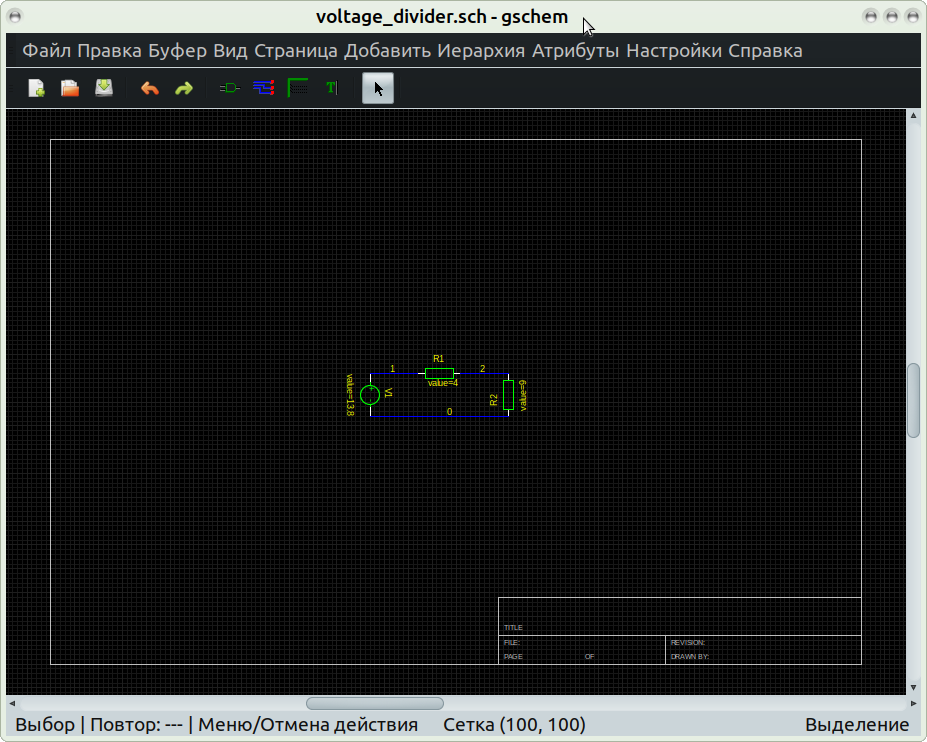 voltage_divider.sch - gschem
Файл Правка Буфер Вид Страница Добавить Иерархия Атрибуты Настройки Справка
T
R1
1
2
value=4
value=13.8
V1
R2
value=9
0
TITLE
FILE:
REVISION:
PAGE OF
DRAWN BY:
Выбор | Повтор: --- | Меню/Отмена действия Сетка (100, 100) Выделение